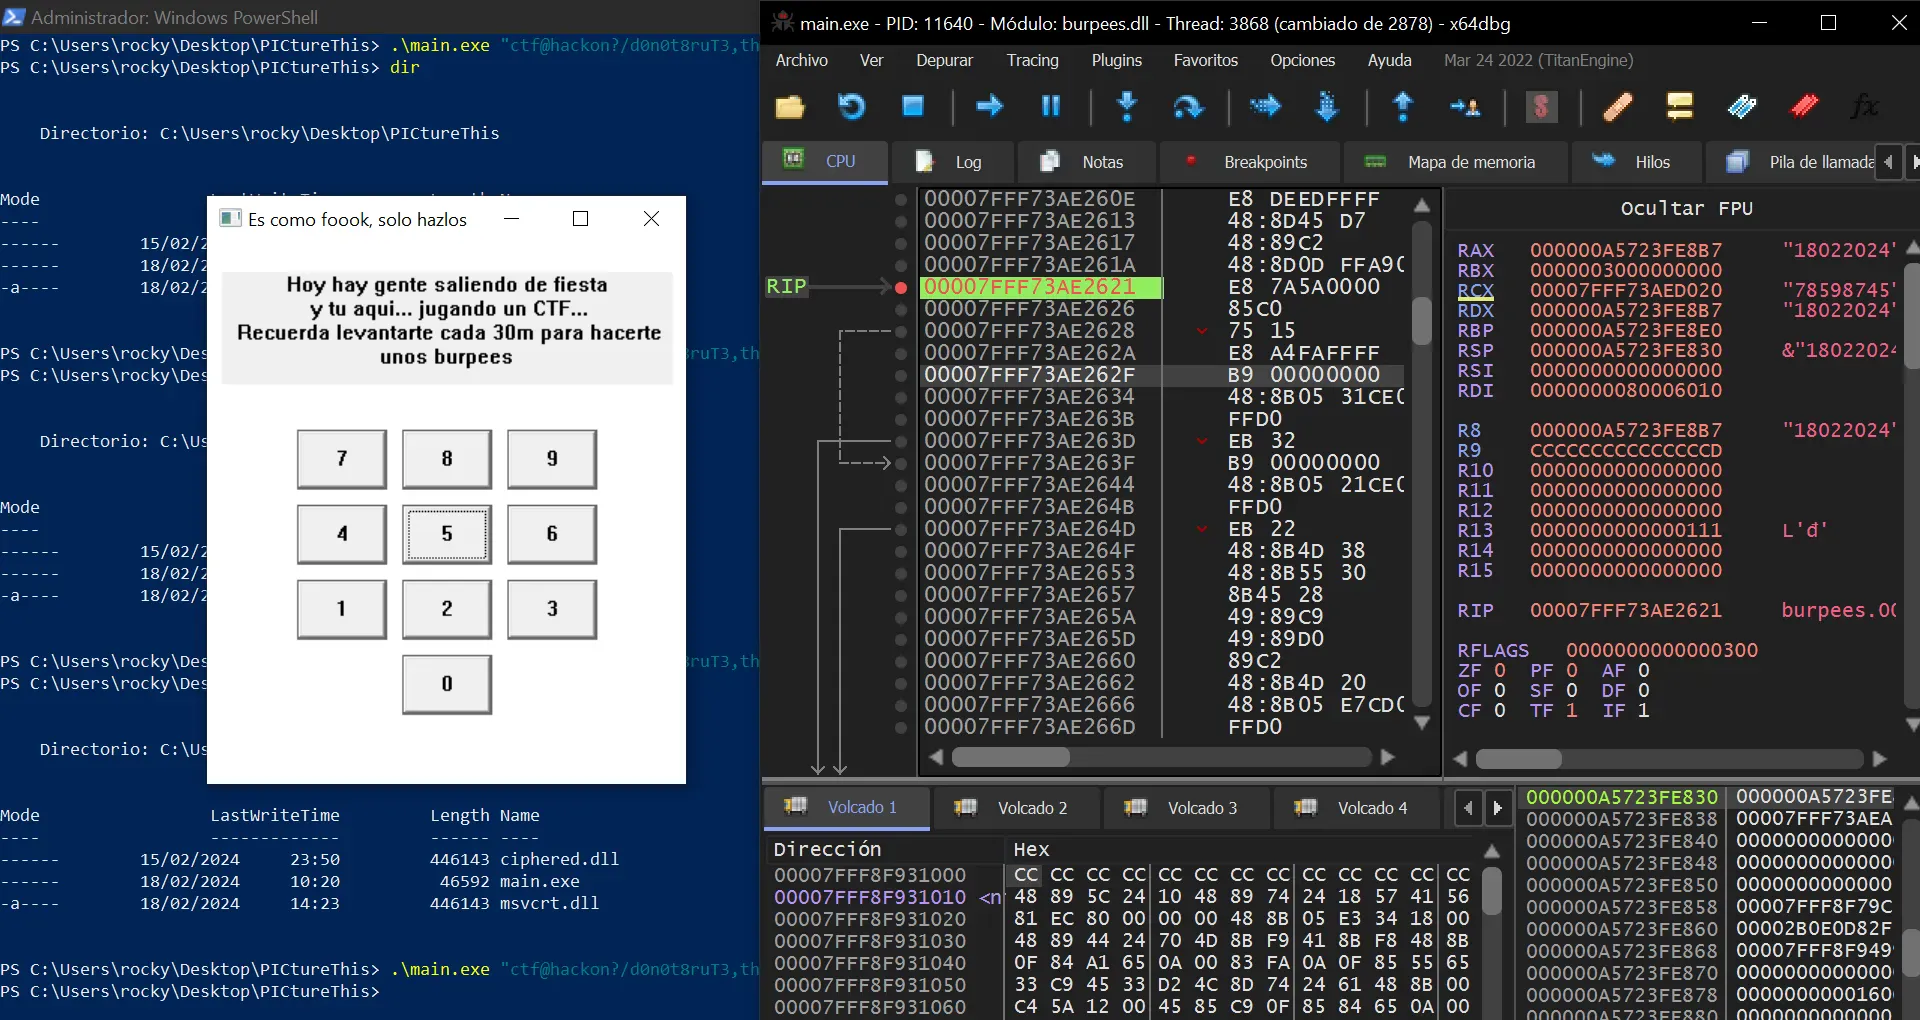 Administrador: Windows PowerShell
PS C:\Users\rocky\Desktop\PICtureThis> .\main.exe "ctf@hackon?/d0n0t8ruT3,th
PS C:\Users\rocky\Desktop\PICtureThis> dir
Directorio: C:\Users\rocky\Desktop\PICtureThis
Mode
----
------ 15/02/2
------ 18/02/2
-a---- 18/02/2
PS C:\Users\rocky\Des
PS C:\Users\rocky\Des
Directorio: C:\Us
Mode
----
------ 15/02/2
------ 18/02/2
-a---- 18/02/2
PS C:\Users\rocky\Des 8ruT3,th
PS C:\Users\rocky\Des
Directorio: C:\Us
Mode LastWriteTime Length Name
---- ------------- ------ ----
------ 15/02/2024 23:50 446143 ciphered.dll
------ 18/02/2024 10:20 46592 main.exe
-a---- 18/02/2024 14:23 446143 msvcrt.dll
PS C:\Users\rocky\Desktop\PICtureThis> .\main.exe "ctf@hackon?/d0n0t8ruT3,th
PS C:\Users\rocky\Desktop\PICtureThis>
Es como foook, solo hazlos
Hoy hay gente saliendo de fiesta
y tu aqui... jugando un CTF...
Recuerda levantarte cada 30m para hacerte
unos burpees
7 8 9
4 5 6
1 2 3
0
main.exe - PID: 11640 - Módulo: burpees.dll - Thread: 3868 (cambiado de 2878) - x64dbg
Archivo Ver Depurar Tracing Plugins Favoritos Opciones Ayuda Mar 24 2022 (TitanEngine)
CPU Log Notas Breakpoints Mapa de memoria Hilos Pila de llamada
RIP
00007FFF73AE260E E8 DEEDFFFF
00007FFF73AE2613 48:8D45 D7
00007FFF73AE2617 48:89C2
00007FFF73AE261A 48:8D0D FFA90
00007FFF73AE2621 E8 7A5A0000
00007FFF73AE2626 85C0
00007FFF73AE2628 75 15
00007FFF73AE262A E8 A4FAFFFF
00007FFF73AE262F B9 00000000
00007FFF73AE2634 48:8B05 31CE0
00007FFF73AE263B FFD0
00007FFF73AE263D EB 32
00007FFF73AE263F B9 00000000
00007FFF73AE2644 48:8B05 21CE0
00007FFF73AE264B FFD0
00007FFF73AE264D EB 22
00007FFF73AE264F 48:8B4D 38
00007FFF73AE2653 48:8B55 30
00007FFF73AE2657 8B45 28
00007FFF73AE265A 49:89C9
00007FFF73AE265D 49:89D0
00007FFF73AE2660 89C2
00007FFF73AE2662 48:8B4D 20
00007FFF73AE2666 48:8B05 E7CD0
00007FFF73AE266D FFD0
Ocultar FPU
RAX 000000A5723FE8B7 "18022024"
RBX 0000003000000000
RCX 00007FFF73AED020 "78598745"
RDX 000000A5723FE8B7 "18022024"
RBP 000000A5723FE8E0
RSP 000000A5723FE830 &"18022024
RSI 0000000000000000
RDI 0000000080006010
R8 000000A5723FE8B7 "18022024"
R9 CCCCCCCCCCCCCCCD
R10 0000000000000000
R11 0000000000000000
R12 0000000000000000
R13 0000000000000111 L'đ'
R14 0000000000000000
R15 0000000000000000
RIP 00007FFF73AE2621 burpees.00
RFLAGS 0000000000000300
ZF 0 PF 0 AF 0
OF 0 SF 0 DF 0
CF 0 TF 1 IF 1
Volcado 1 Volcado 2 Volcado 3 Volcado 4
Dirección Hex
00007FFF8F931000 CC CC CC CC CC CC CC CC CC CC CC CC CC
00007FFF8F931010 <n 48 89 5C 24 10 48 89 74 24 18 57 41 56
00007FFF8F931020 81 EC 80 00 00 00 48 8B 05 E3 34 18 00
00007FFF8F931030 48 89 44 24 70 4D 8B F9 41 8B F8 48 8B
00007FFF8F931040 0F 84 A1 65 0A 00 83 FA 0A 0F 85 55 65
00007FFF8F931050 33 C9 45 33 D2 4C 8D 74 24 61 48 8B 00
00007FFF8F931060 C4 5A 12 00 45 85 C9 0F 85 84 65 0A 00
000000A5723FE830 000000A5723FE
000000A5723FE838 00007FFF73AEA
000000A5723FE840 0000000000000
000000A5723FE848 0000000000000
000000A5723FE850 0000000000000
000000A5723FE858 00007FFF8F79C
000000A5723FE860 00002B0E0D82F
000000A5723FE868 00007FFF8F949
000000A5723FE870 0000000000000
000000A5723FE878 0000000000160